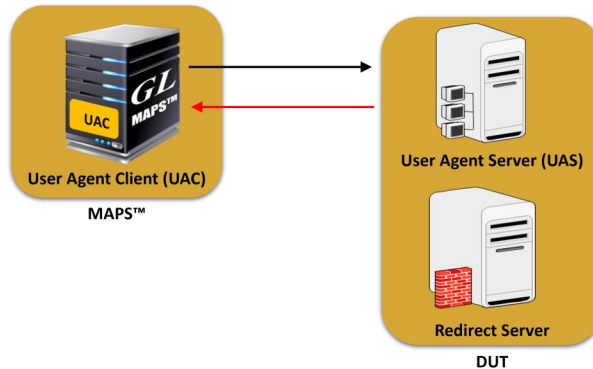 GL
MAPS™
UAC
User Agent Client (UAC)
MAPS™
User Agent Server (UAS)
Redirect Server
DUT